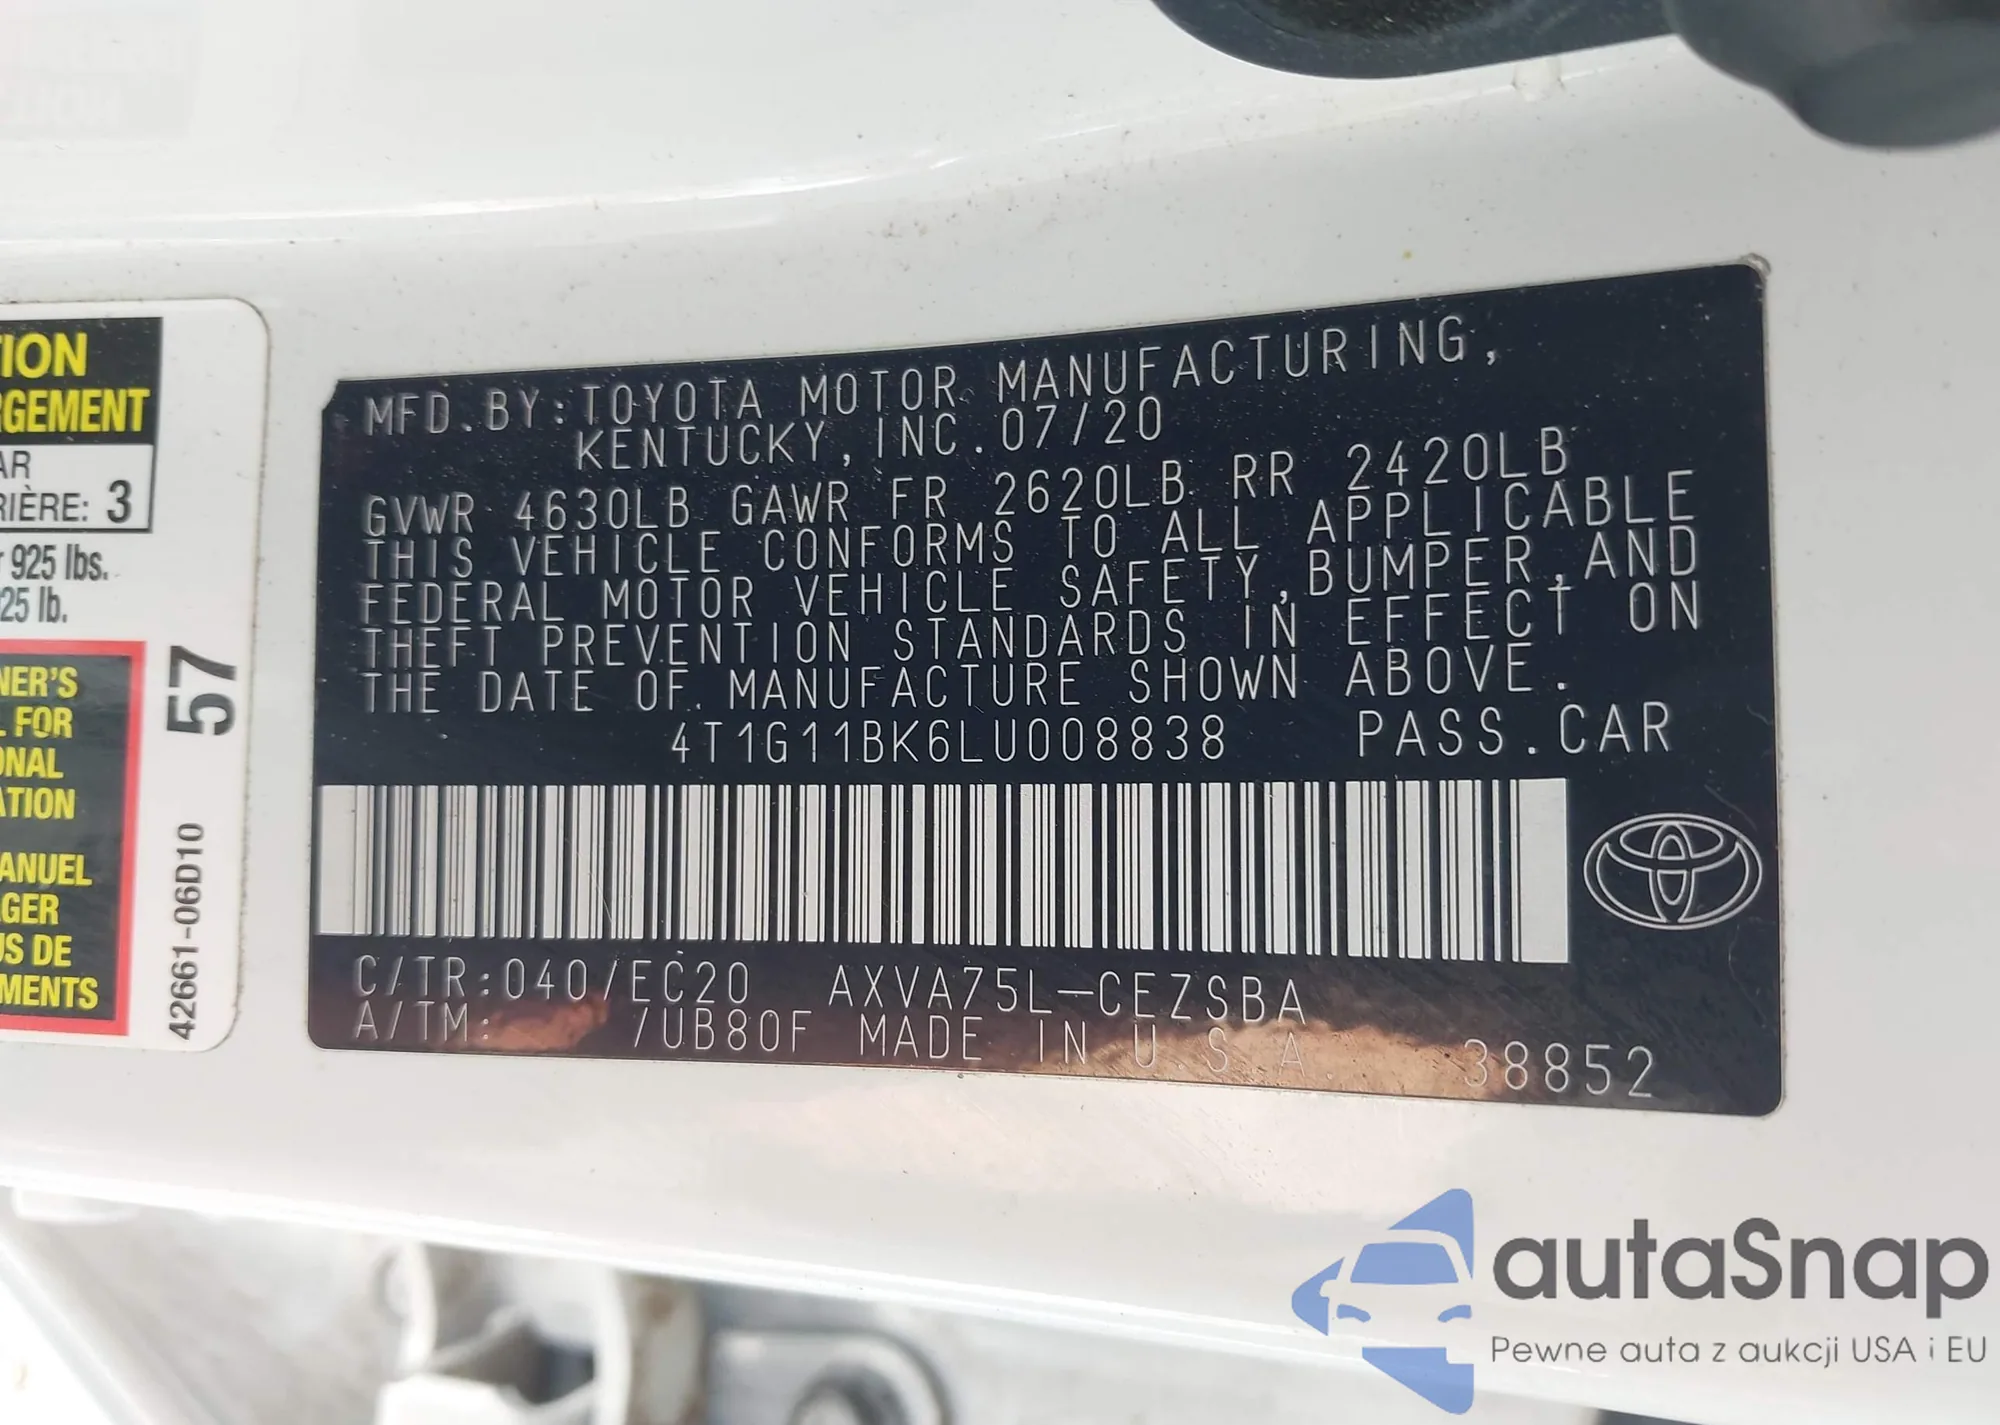 TION
RGEMENT
AR
RIÈRE: 3
925 lbs.
25 lb.
NER'S
L FOR
ONAL
ATION
ANUEL
AGER
US DE
MENTS
57
42661-06D10
MFD.BY:TOYOTA MOTOR MANUFACTURING,
KENTUCKY,INC.07/20
GVWR 4630LB GAWR FR 2620LB RR 2420LB
THIS VEHICLE CONFORMS TO ALL APPLICABLE
FEDERAL MOTOR VEHICLE SAFETY,BUMPER,AND
THEFT PREVENTION STANDARDS IN EFFECT ON
THE DATE OF MANUFACTURE SHOWN ABOVE.
4T1G11BK6LU008838 PASS.CAR
C/TR:040/EC20 AXVA75L-CEZSBA
A/TM: /UB80F MADE IN U.S.A. 38852
autaSnap
Pewne auta z aukcji USA i EU